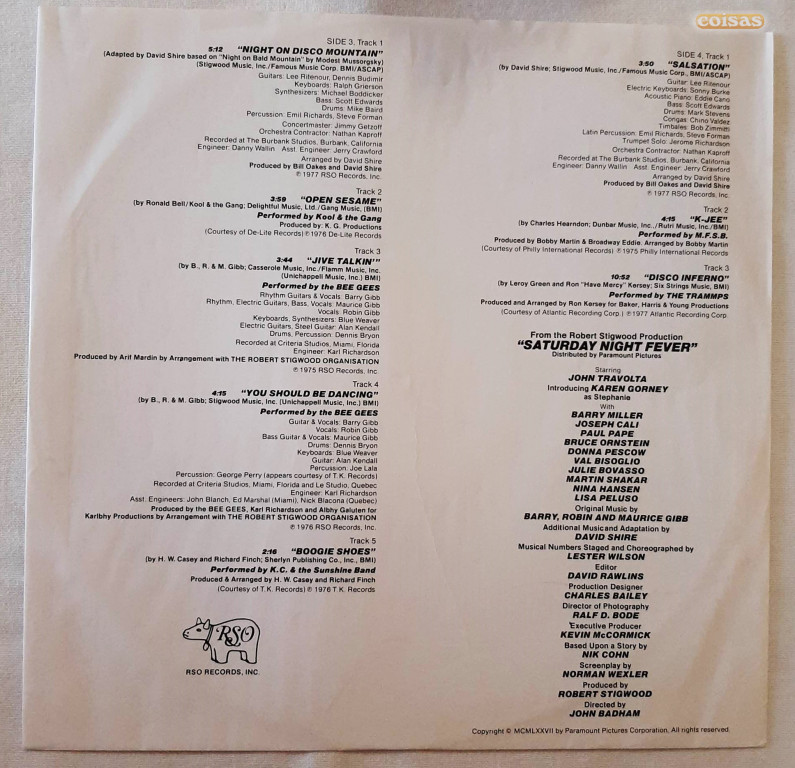 SIDE 3, Track 1
5:12 "NIGHT ON DISCO MOUNTAIN"
(Adapted by David Shire based on "Night on Bald Mountain" by Modest Mussorgsky)
(Stigwood Music, Inc./Famous Music Corp. BMI/ASCAP)
Guitars: Lee Ritenour, Dennis Budimir
Keyboards: Ralph Grierson
Synthesizers: Michael Boddicker
Bass: Scott Edwards
Drums: Mike Baird
Percussion: Emil Richards, Steve Forman
Concertmaster: Jimmy Getzoff
Orchestra Contractor: Nathan Kaproff
Recorded at The Burbank Studios, Burbank, California
Engineer: Danny Wallin Asst. Engineer: Jerry Crawford
Arranged by David Shire
Produced by Bill Oakes and David Shire
℗ 1977 RSO Records, Inc.
Track 2
3:59 "OPEN SESAME"
(by Ronald Bell/Kool & the Gang; Delightful Music, Ltd./Gang Music, (BMI)
Performed by Kool & the Gang
Produced by: K. G. Productions
(Courtesy of De-Lite Records) ℗ 1976 De-Lite Records
Track 3
3:44 "JIVE TALKIN'"
(by B., R. & M. Gibb; Casserole Music, Inc./Flamm Music, Inc.
(Unichappell Music, Inc.) BMI)
Performed by the BEE GEES
Rhythm Guitars & Vocals: Barry Gibb
Rhythm, Electric Guitars, Bass, Vocals: Maurice Gibb
Vocals: Robin Gibb
Keyboards, Synthesizers: Blue Weaver
Electric Guitars, Steel Guitar: Alan Kendall
Drums, Percussion: Dennis Bryon
Recorded at Criteria Studios, Miami, Florida
Engineer: Karl Richardson
Produced by Arif Mardin by Arrangement with THE ROBERT STIGWOOD ORGANISATION
℗ 1975 RSO Records, Inc.
Track 4
4:15 "YOU SHOULD BE DANCING"
(by B., R. & M. Gibb; Stigwood Music, Inc. (Unichappell Music, Inc.) BMI)
Performed by the BEE GEES
Guitar & Vocals: Barry Gibb
Vocals: Robin Gibb
Bass Guitar & Vocals: Maurice Gibb
Drums: Dennis Bryon
Keyboards: Blue Weaver
Guitar: Alan Kendall
Percussion: Joe Lala
Percussion: George Perry (appears courtesy of T.K. Records)
Recorded at Criteria Studios, Miami, Florida and Le Studio, Quebec
Engineer: Karl Richardson
Asst. Engineers: John Blanch, Ed Marshal (Miami), Nick Blacona (Quebec)
Produced by the BEE GEES, Karl Richardson and Albhy Galuten for
Karlbhy Productions by Arrangement with THE ROBERT STIGWOOD ORGANISATION
℗ 1976 RSO Records, Inc.
Track 5
2:16 "BOOGIE SHOES"
(by H. W. Casey and Richard Finch; Sherlyn Publishing Co., Inc., BMI)
Performed by K.C. & the Sunshine Band
Produced & Arranged by H. W. Casey and Richard Finch
(Courtesy of T.K. Records) ℗ 1976 T.K. Records
RSO
RSO RECORDS, INC.
coisas
SIDE 4, Track 1
3:50 "SALSATION"
(by David Shire; Stigwood Music, Inc./Famous Music Corp., BMI/ASCAP)
Guitar: Lee Ritenour
Electric Keyboards: Sonny Burke
Acoustic Piano: Eddie Cano
Bass: Scott Edwards
Drums: Mark Stevens
Congas: Chino Valdez
Timbales: Bob Zimmitti
Latin Percussion: Emil Richards, Steve Forman
Trumpet Solo: Jerome Richardson
Orchestra Contractor: Nathan Kaproff
Recorded at The Burbank Studios, Burbank, California
Engineer: Danny Wallin Asst. Engineer: Jerry Crawford
Arranged by David Shire
Produced by Bill Oakes and David Shire
℗ 1977 RSO Records, Inc.
Track 2
4:15 "K-JEE"
(by Charles Hearndon; Dunbar Music, Inc../Rutri Music, Inc./BMI)
Performed by M.F.S.B.
Produced by Bobby Martin & Broadway Eddie. Arranged by Bobby Martin
(Courtesy of Philly International Records) ℗ 1975 Philly International Records
Track 3
10:52 "DISCO INFERNO"
(by Leroy Green and Ron "Have Mercy" Kersey; Six Strings Music, BMI)
Performed by THE TRAMMPS
Produced and Arranged by Ron Kersey for Baker, Harris & Young Productions
(Courtesy of Atlantic Recording Corp.) ℗ 1977 Atlantic Recording Corp.
From the Robert Stigwood Production
"SATURDAY NIGHT FEVER"
Distributed by Paramount Pictures
Starring
JOHN TRAVOLTA
Introducing KAREN GORNEY
as Stephanie
With
BARRY MILLER
JOSEPH CALI
PAUL PAPE
BRUCE ORNSTEIN
DONNA PESCOW
VAL BISOGLIO
JULIE BOVASSO
MARTIN SHAKAR
NINA HANSEN
LISA PELUSO
Original Music by
BARRY, ROBIN AND MAURICE GIBB
Additional Music and Adaptation by
DAVID SHIRE
Musical Numbers Staged and Choreographed by
LESTER WILSON
Editor
DAVID RAWLINS
Production Designer
CHARLES BAILEY
Director of Photography
RALF D. BODE
Executive Producer
KEVIN McCORMICK
Based Upon a Story by
NIK COHN
Screenplay by
NORMAN WEXLER
Produced by
ROBERT STIGWOOD
Directed by
JOHN BADHAM
Copyright © MCMLXXVII by Paramount Pictures Corporation, All rights reserved